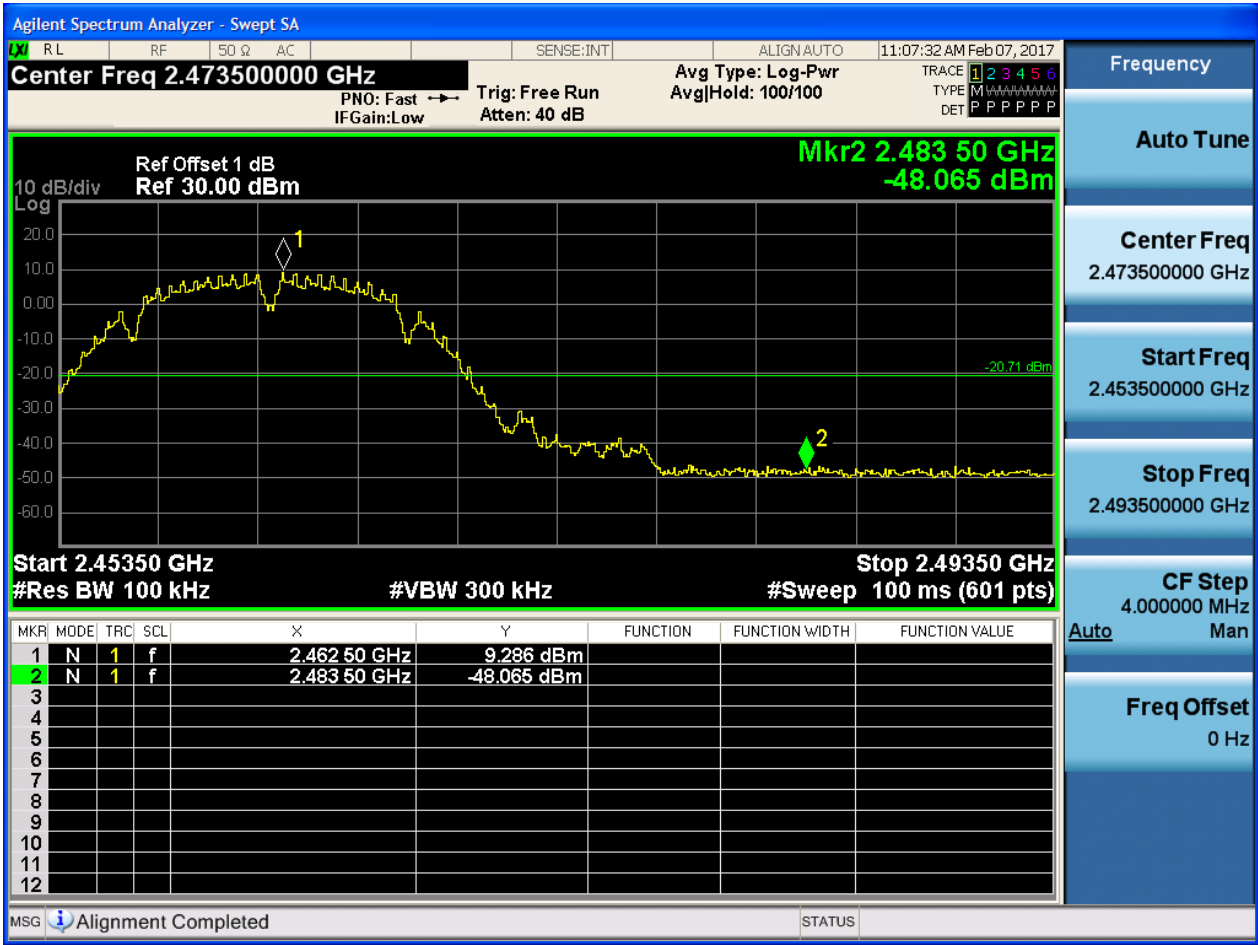 Agilent Spectrum Analyzer - Swept SA
LXI RL RF 50 Ω AC SENSE:INT ALIGN AUTO 11:07:32 AM Feb 07, 2017
Center Freq 2.473500000 GHz
PNO: Fast
IFGain:Low
Trig: Free Run
Atten: 40 dB
Avg Type: Log-Pwr
Avg|Hold: 100/100
TRACE 1 2 3 4 5 6
TYPE M
DET P P P P P P
Mkr2 2.483 50 GHz
-48.065 dBm
Ref Offset 1 dB
10 dB/div Ref 30.00 dBm
Log
20.0
10.0
0.00
-10.0
-20.0
-30.0
-40.0
-50.0
-60.0
1
-20.71 dBm
2
Start 2.45350 GHz Stop 2.49350 GHz
#Res BW 100 kHz #VBW 300 kHz #Sweep 100 ms (601 pts)
MKR MODE TRC SCL X Y FUNCTION FUNCTION WIDTH FUNCTION VALUE
1 N 1 f 2.462 50 GHz 9.286 dBm
2 N 1 f 2.483 50 GHz -48.065 dBm
3
4
5
6
7
8
9
10
11
12
MSG Alignment Completed STATUS
Frequency
Auto Tune
Center Freq
2.473500000 GHz
Start Freq
2.453500000 GHz
Stop Freq
2.493500000 GHz
CF Step
4.000000 MHz
Auto Man
Freq Offset
0 Hz